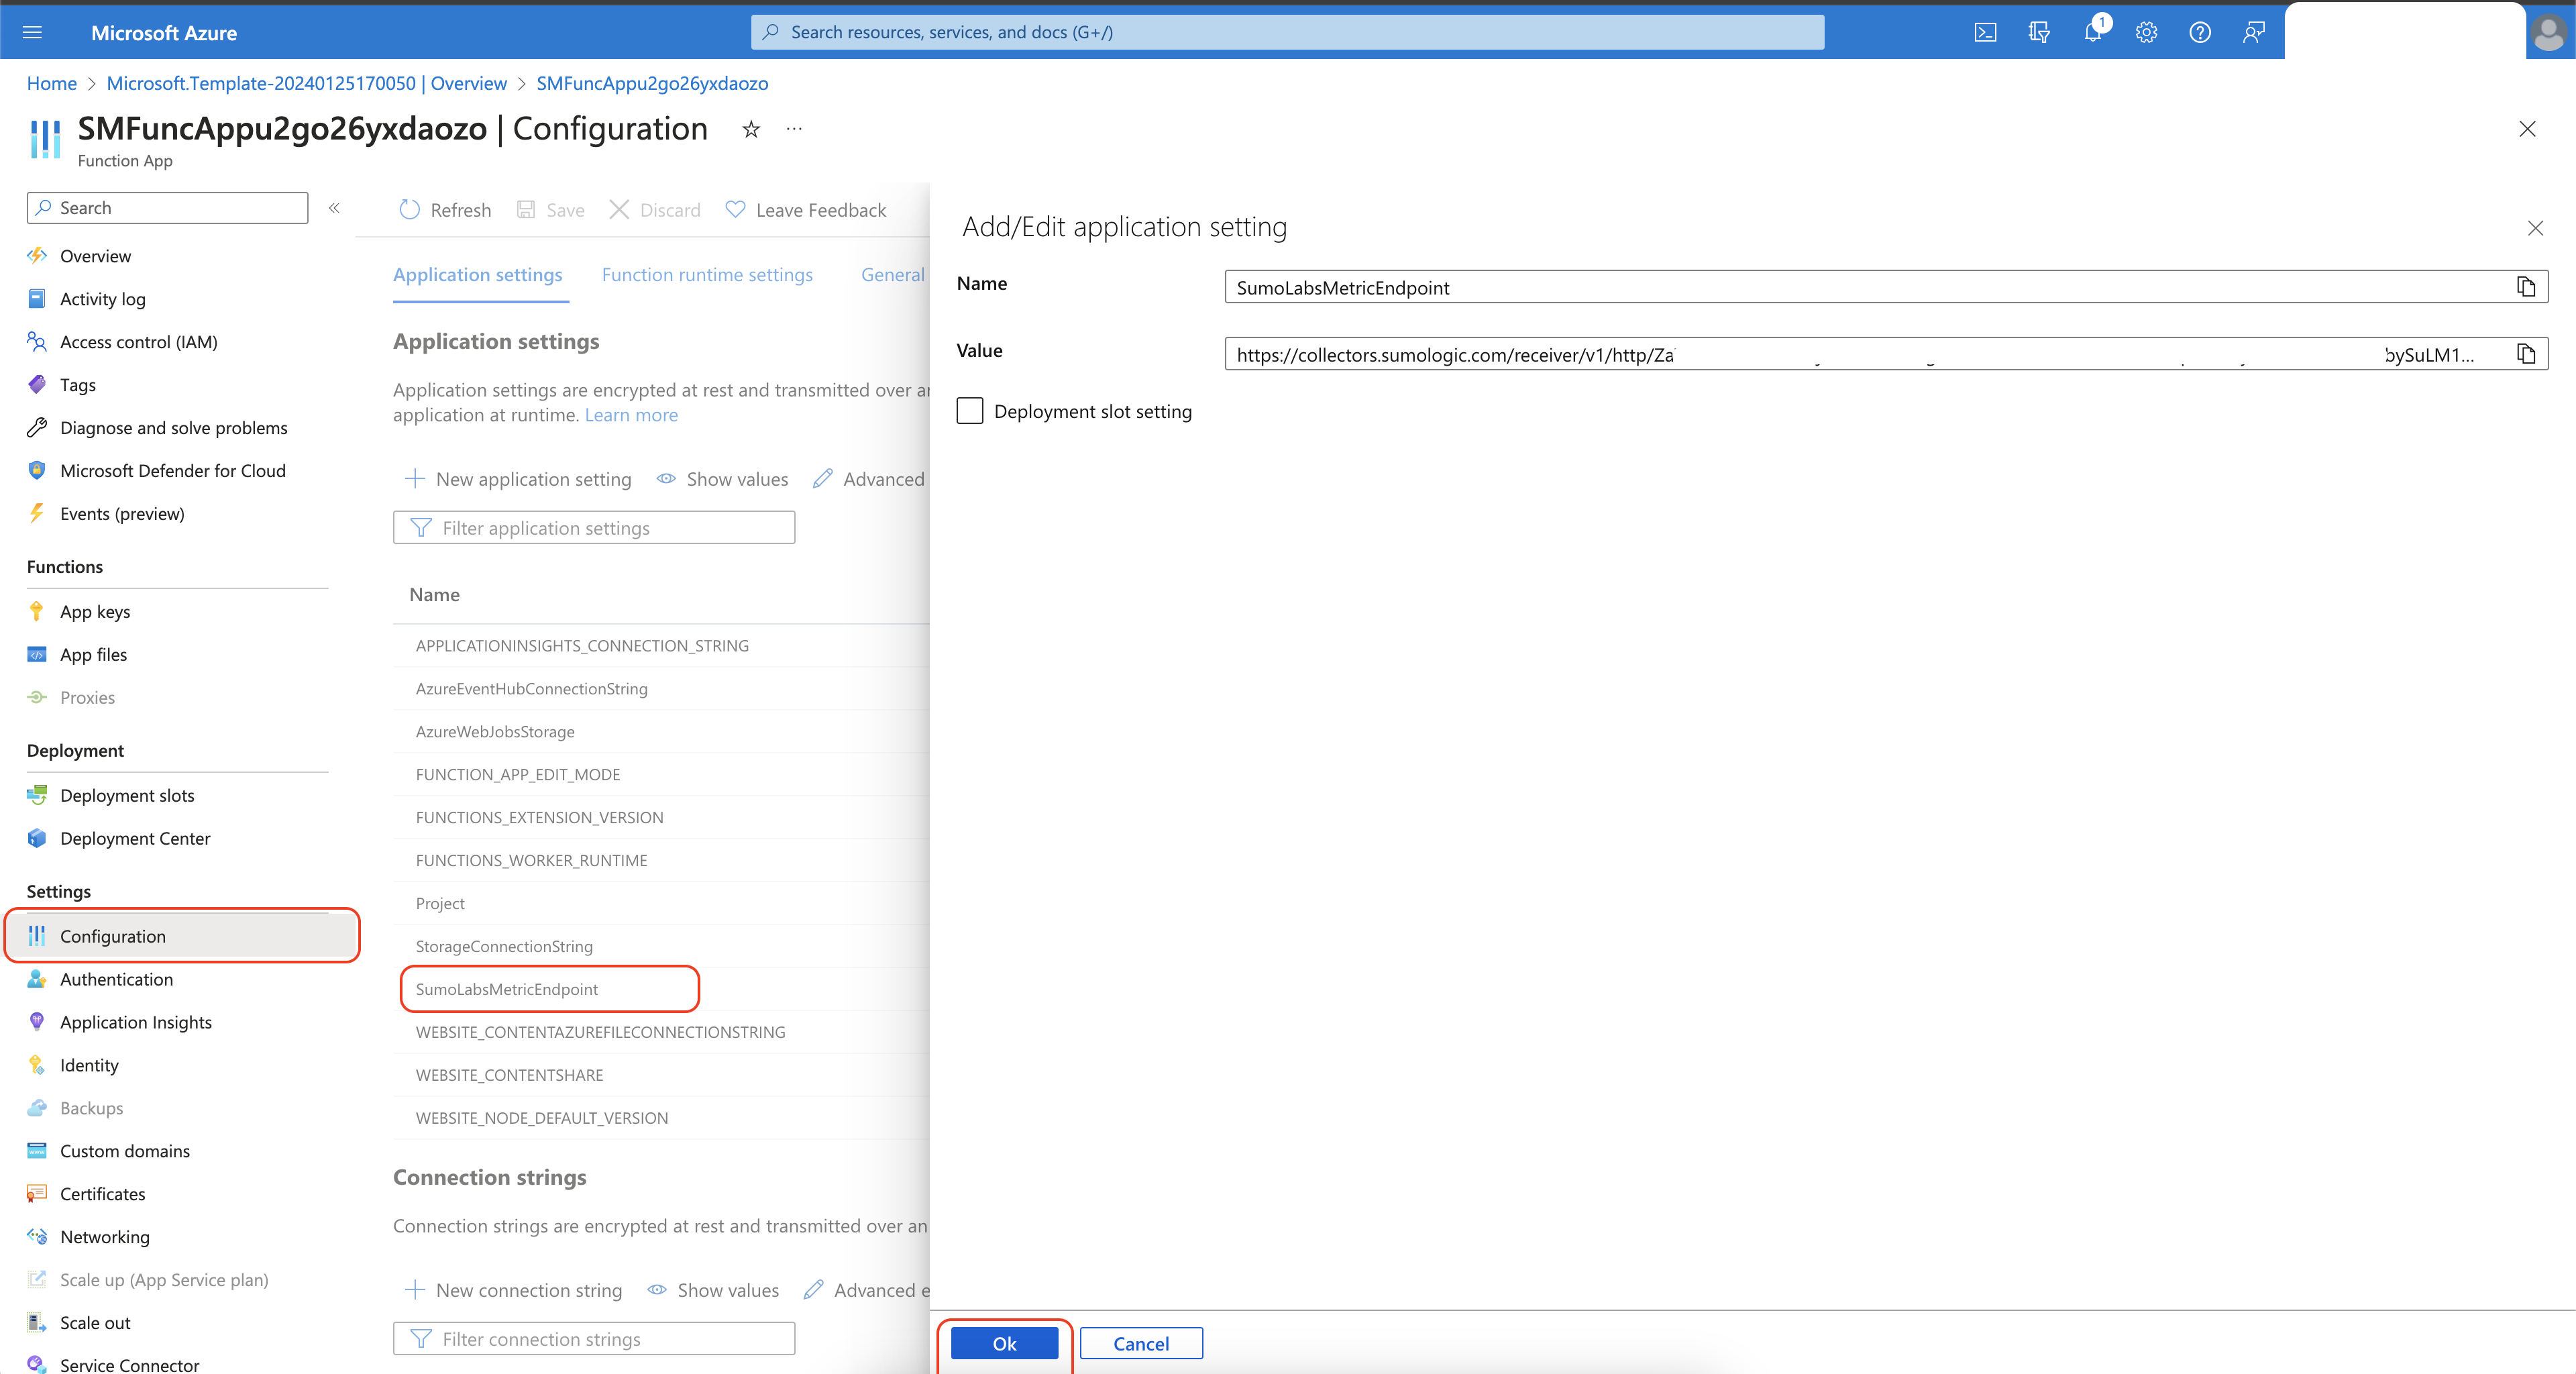 Microsoft Azure
Search resources, services, and docs (G+/)
1
Home > Microsoft.Template-20240125170050 | Overview > SMFuncAppu2go26yxdaozo
SMFuncAppu2go26yxdaozo | Configuration
Function App
Search
Overview
Activity log
Access control (IAM)
Tags
Diagnose and solve problems
Microsoft Defender for Cloud
Events (preview)
Functions
App keys
App files
Proxies
Deployment
Deployment slots
Deployment Center
Settings
Configuration
Authentication
Application Insights
Identity
Backups
Custom domains
Certificates
Networking
Scale up (App Service plan)
Scale out
Service Connector
Refresh Save Discard Leave Feedback
Application settings Function runtime settings General
Application settings
Application settings are encrypted at rest and transmitted over
application at runtime. Learn more
New application setting Show values Advanced
Filter application settings
Name
APPLICATIONINSIGHTS_CONNECTION_STRING
AzureEventHubConnectionString
AzureWebJobsStorage
FUNCTION_APP_EDIT_MODE
FUNCTIONS_EXTENSION_VERSION
FUNCTIONS_WORKER_RUNTIME
Project
StorageConnectionString
SumoLabsMetricEndpoint
WEBSITE_CONTENTAZUREFILECONNECTIONSTRING
WEBSITE_CONTENTSHARE
WEBSITE_NODE_DEFAULT_VERSION
Connection strings
Connection strings are encrypted at rest and transmitted over an
New connection string Show values Advanced e
Filter connection strings
Add/Edit application setting
Name
SumoLabsMetricEndpoint
Value
https://collectors.sumologic.com/receiver/v1/http/Za bySuLM1...
Deployment slot setting
Ok
Cancel